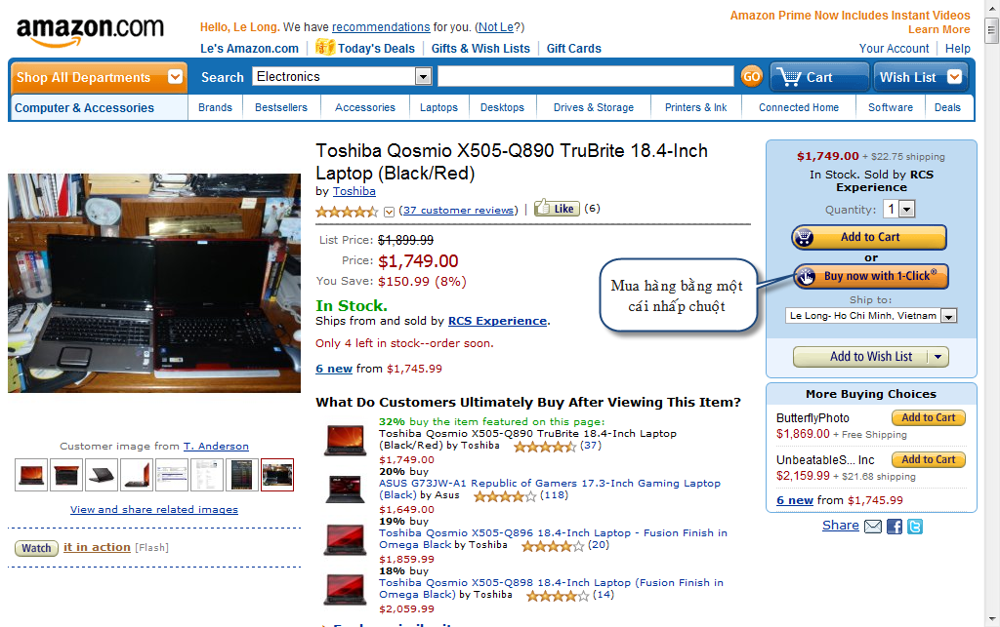 amazon.com
Hello, Le Long. We have recommendations for you. (Not Le?)
Amazon Prime Now Includes Instant Videos
Learn More
Le's Amazon.com Today's Deals Gifts & Wish Lists Gift Cards
Your Account Help
Shop All Departments Search Electronics GO Cart Wish List
Computer & Accessories Brands Bestsellers Accessories Laptops Desktops Drives & Storage Printers & Ink Connected Home Software Deals
Toshiba Qosmio X505-Q890 TruBrite 18.4-Inch
Laptop (Black/Red)
by Toshiba
(37 customer reviews) | Like (6)
List Price: $1,899.99
Price: $1,749.00
You Save: $150.99 (8%)
In Stock.
Ships from and sold by RCS Experience.
Only 4 left in stock--order soon.
6 new from $1,745.99
What Do Customers Ultimately Buy After Viewing This Item?
32% buy the item featured on this page:
Toshiba Qosmio X505-Q890 TruBrite 18.4-Inch Laptop
(Black/Red) by Toshiba (37)
$1,749.00
20% buy
ASUS G73JW-A1 Republic of Gamers 17.3-Inch Gaming Laptop
(Black) by Asus (118)
$1,649.00
19% buy
Toshiba Qosmio X505-Q896 18.4-Inch Laptop - Fusion Finish in
Omega Black by Toshiba (20)
$1,859.99
18% buy
Toshiba Qosmio X505-Q898 18.4-Inch Laptop (Fusion Finish in
Omega Black) by Toshiba (14)
$2,059.99
Customer image from T. Anderson
View and share related images
Watch it in action [Flash]
Mua hàng bằng một
cái nhấp chuột
$1,749.00 + $22.75 shipping
In Stock. Sold by RCS
Experience
Quantity: 1
Add to Cart
or
Buy now with 1-Click®
Ship to:
Le Long- Ho Chi Minh, Vietnam
Add to Wish List
More Buying Choices
ButterflyPhoto Add to Cart
$1,869.00 + Free Shipping
UnbeatableS... Inc Add to Cart
$2,159.99 + $21.68 shipping
6 new from $1,745.99
Share